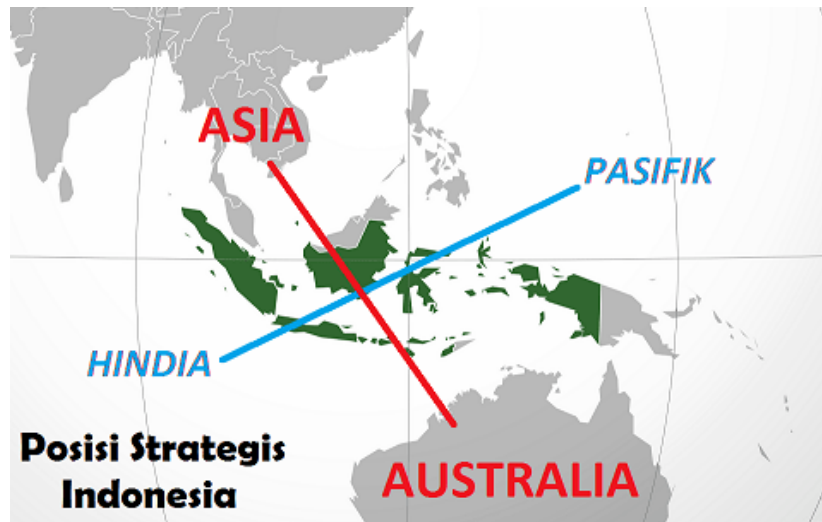 ASIA
PASIFIK
HINDIA
Posisi Strategis
Indonesia
AUSTRALIA